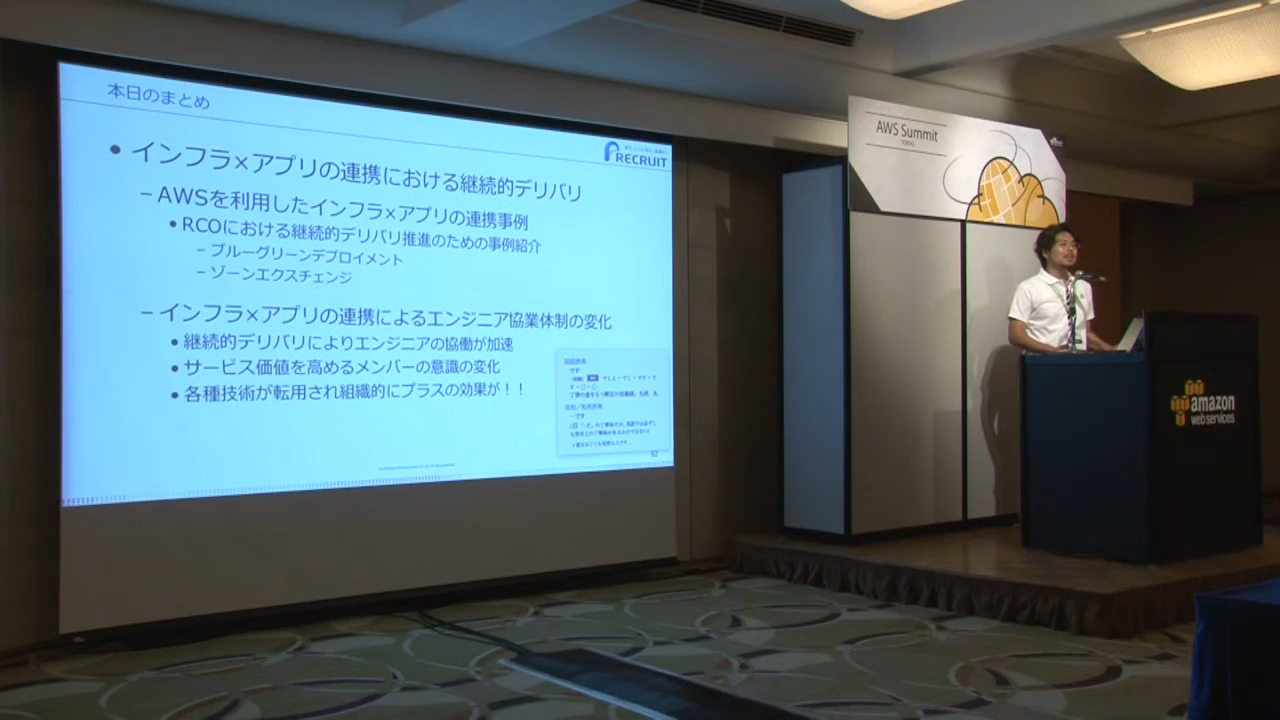 本日のまとめ
RECRUIT
• インフラ×アプリの連携における継続的デリバリ
– AWSを利用したインフラ×アプリの連携事例
• RCOにおける継続的デリバリ推進のための事例紹介
– ブルーグリーンデプロイメント
– ゾーンエクスチェンジ
– インフラ×アプリの連携によるエンジニア協業体制の変化
• 継続的デリバリによりエンジニアの協働が加速
• サービス価値を高めるメンバーの意識の変化
• 各種技術が転用され組織的にプラスの効果が！！
です
62
AWS Summit
TOKYO
amazon
web services